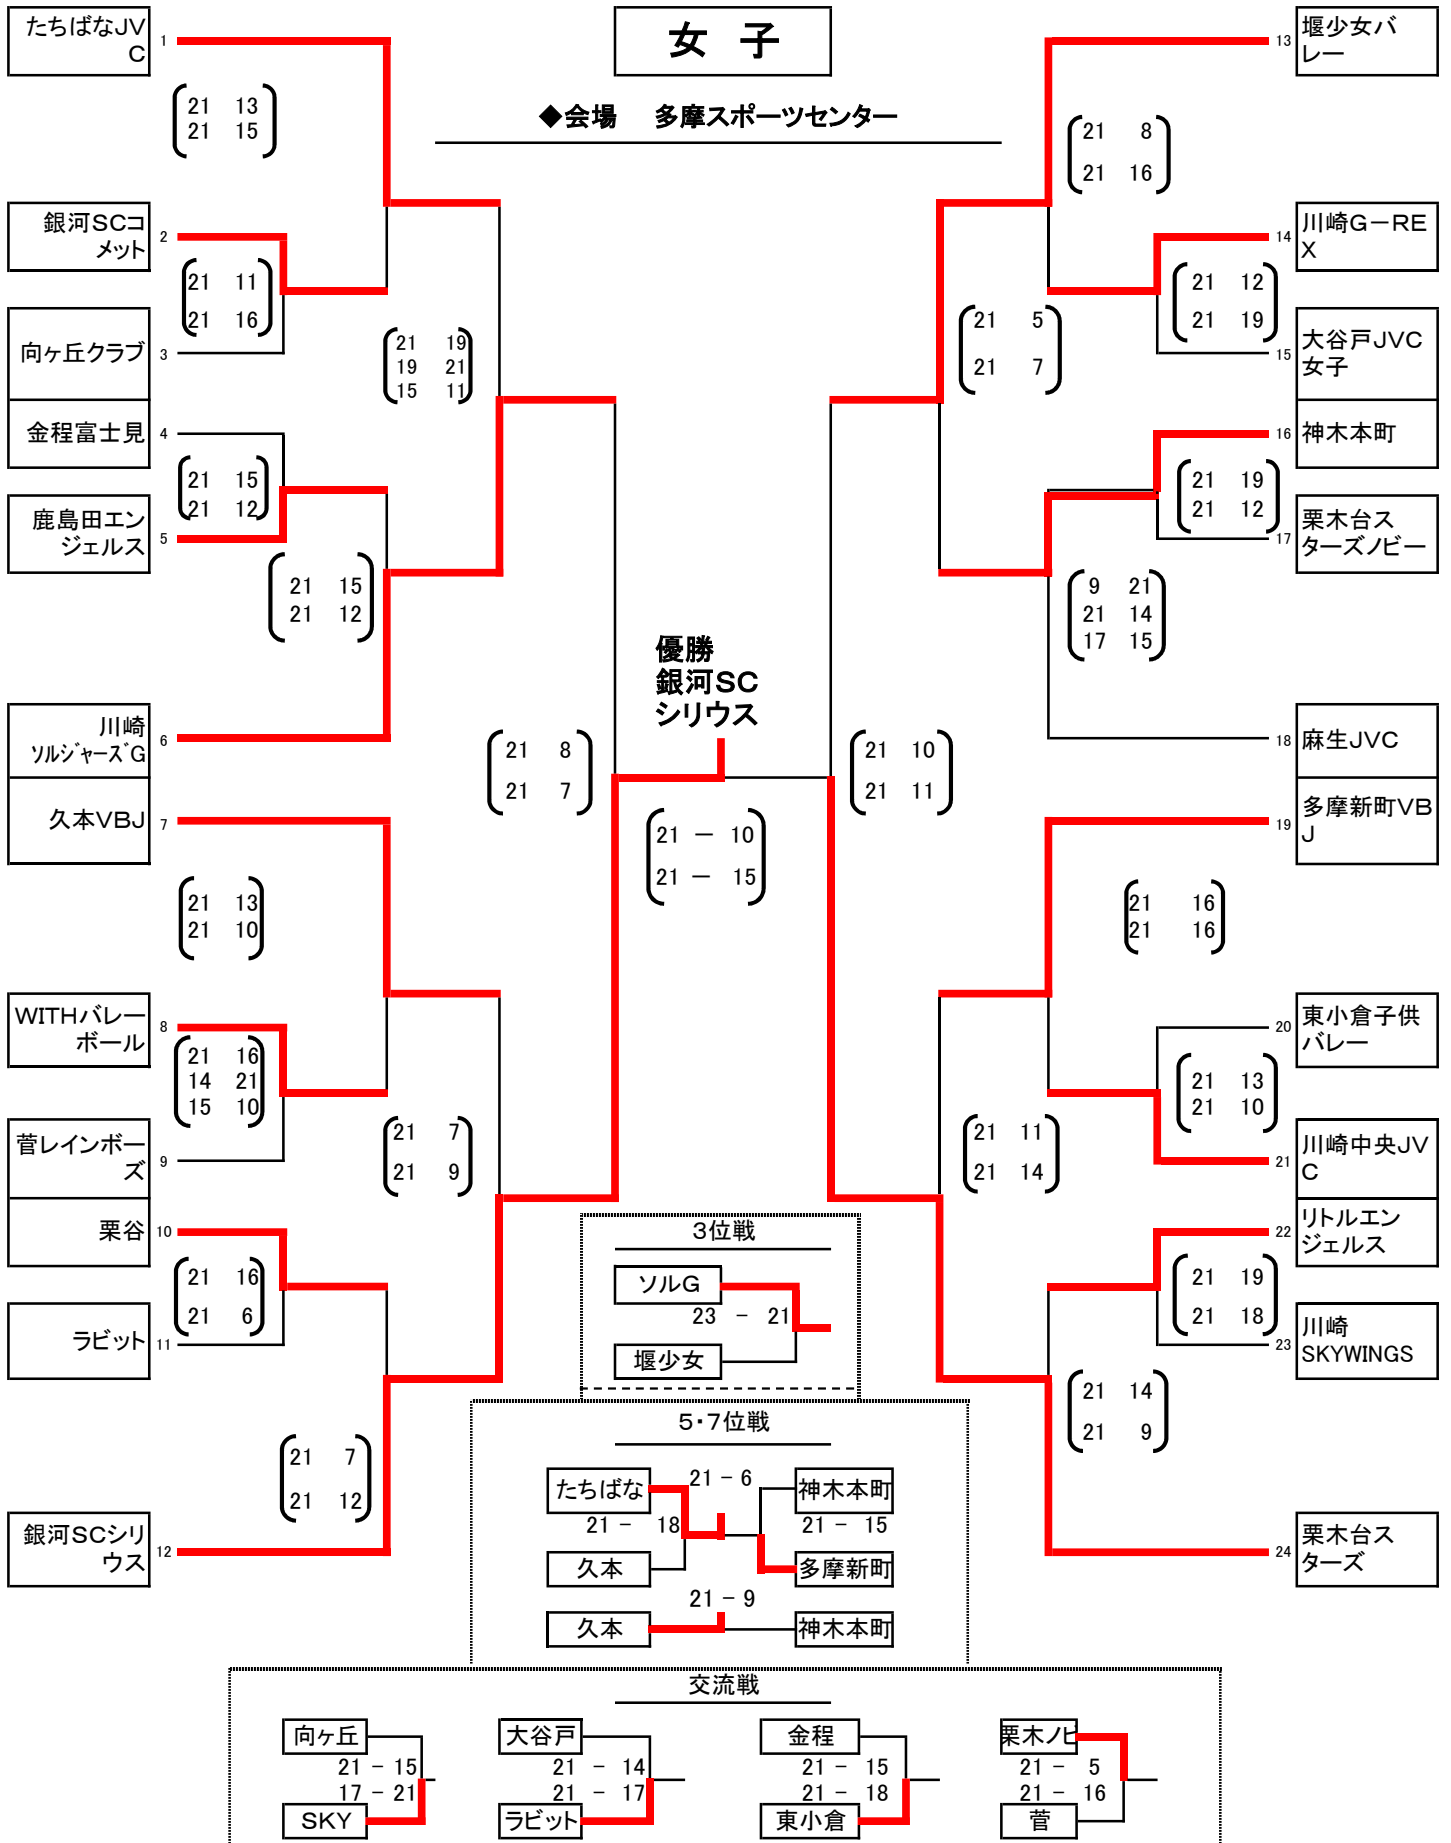 女 子
◆会場 多摩スポーツセンター
たちばなJV
C
1
21 13
21 15
銀河SCコ
メット
2
21 11
21 16
向ヶ丘クラブ
3
21 19
19 21
15 11
金程富士見
4
21 15
21 12
鹿島田エン
ジェルス
5
21 15
21 12
川崎
ソルジャーズG
6
21 8
21 7
久本VBJ
7
21 13
21 10
WITHバレー
ボール
8
21 16
14 21
15 10
菅レインボー
ズ
9
21 7
21 9
栗谷
10
21 16
21 6
ラビット
11
21 7
21 12
銀河SCシリ
ウス
12
優勝
銀河SC
シリウス
21 － 10
21 － 15
13
堰少女バ
レー
21 8
21 16
14
川崎G－RE
X
21 12
21 19
21 5
21 7
15
大谷戸JVC
女子
16
神木本町
21 19
21 12
17
栗木台ス
ターズノビー
9 21
21 14
17 15
18
麻生JVC
21 10
21 11
19
多摩新町VB
J
21 16
21 16
20
東小倉子供
バレー
21 13
21 10
21
川崎中央JV
C
21 11
21 14
22
リトルエン
ジェルス
21 19
21 18
23
川崎
SKYWINGS
21 14
21 9
24
栗木台ス
ターズ
3位戦
ソルG
23 － 21
堰少女
5・7位戦
たちばな 21 － 6 神木本町
21 － 18 21 － 15
久本 多摩新町
21 － 9
久本 神木本町
交流戦
向ヶ丘 大谷戸 金程 栗木ノビ
21 － 15 21 － 14 21 － 15 21 － 5
17 － 21 21 － 17 21 － 18 21 － 16
SKY ラビット 東小倉 菅